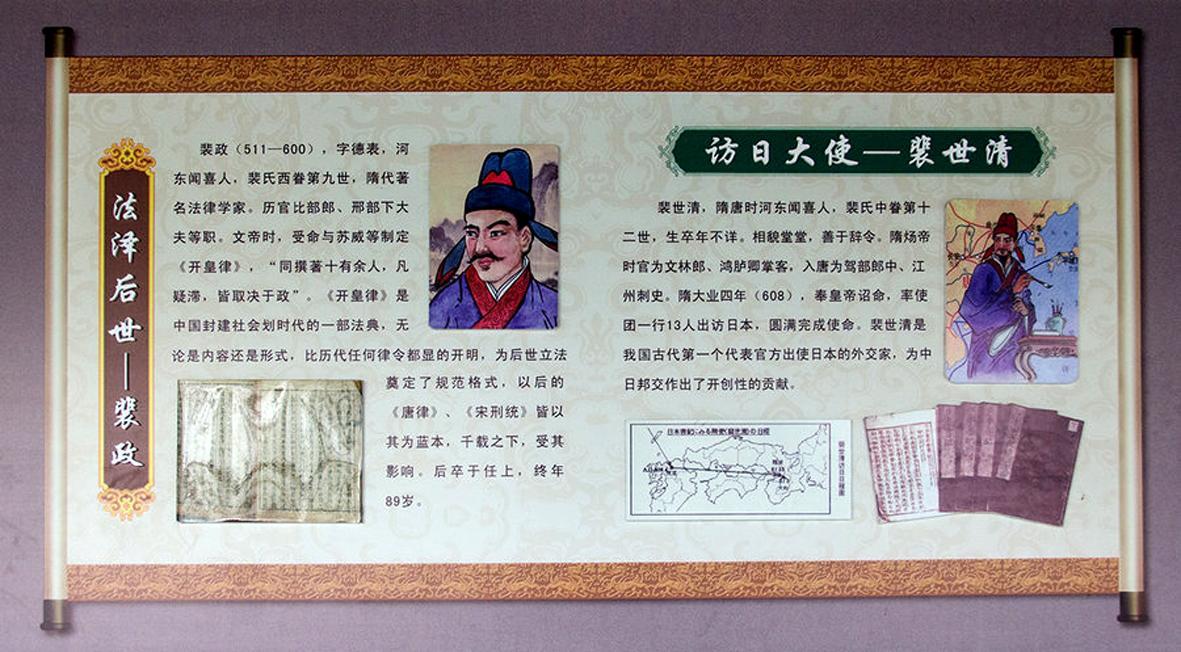 法泽后世—裴政
裴政（511—600），字德表，河
东闻喜人，裴氏西眷第九世，隋代著
名法律学家。历官比部郎、邢部下大
夫等职。文帝时，受命与苏威等制定
《开皇律》，“同撰著十有余人，凡
疑滞，皆取决于政”。《开皇律》是
中国封建社会划时代的一部法典，无
论是内容还是形式，比历代任何律令都显的开明，为后世立法
奠定了规范格式，以后的
《唐律》、《宋刑统》皆以
其为蓝本，千载之下，受其
影响。后卒于任上，终年
89岁。
访日大使—裴世清
裴世清，隋唐时河东闻喜人，裴氏中眷第十
二世，生卒年不详。相貌堂堂，善于辞令。隋炀帝
时官为文林郎、鸿胪卿掌客，入唐为驾部郎中、江
州刺史。隋大业四年（608），奉皇帝诏命，率使
团一行13人出访日本，圆满完成使命。裴世清是
我国古代第一个代表官方出使日本的外交家，为中
日邦交作出了开创性的贡献。
裴世清访日日程图